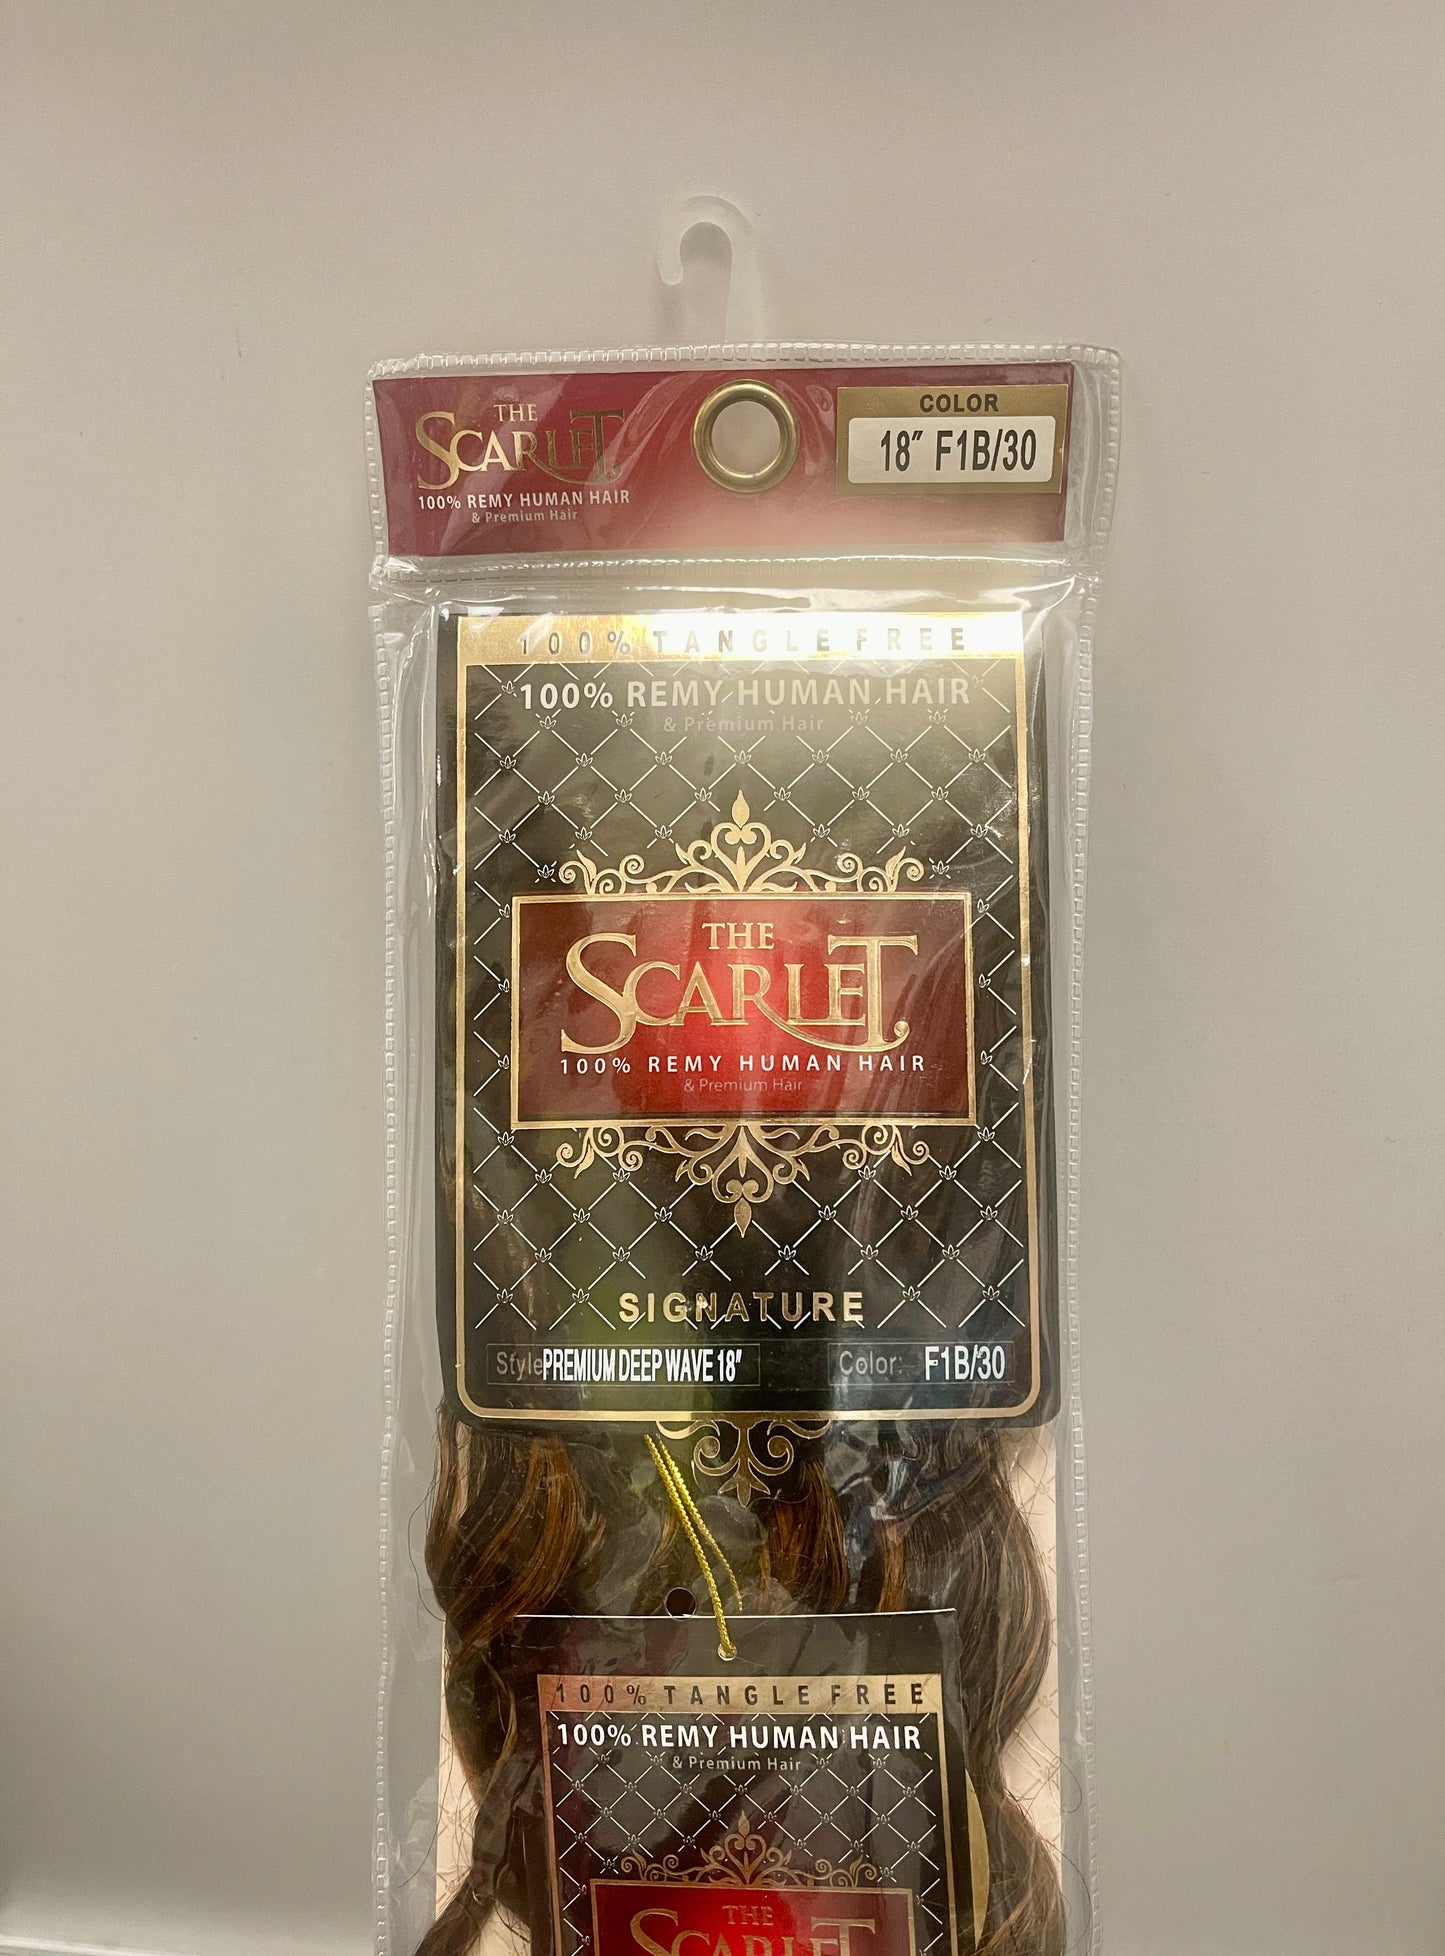 THE
SCARLET
100% REMY HUMAN HAIR
& Premium Hair
COLOR
18" F1B/30
100% TANGLE FREE
100% REMY HUMAN HAIR
& Premium Hair
THE
SCARLET
100% REMY HUMAN HAIR
& Premium Hair
SIGNATURE
Style PREMIUM DEEP WAVE 18" Color: F1B/30
100% TANGLE FREE
100% REMY HUMAN HAIR
& Premium Hair
THE
SCARLET